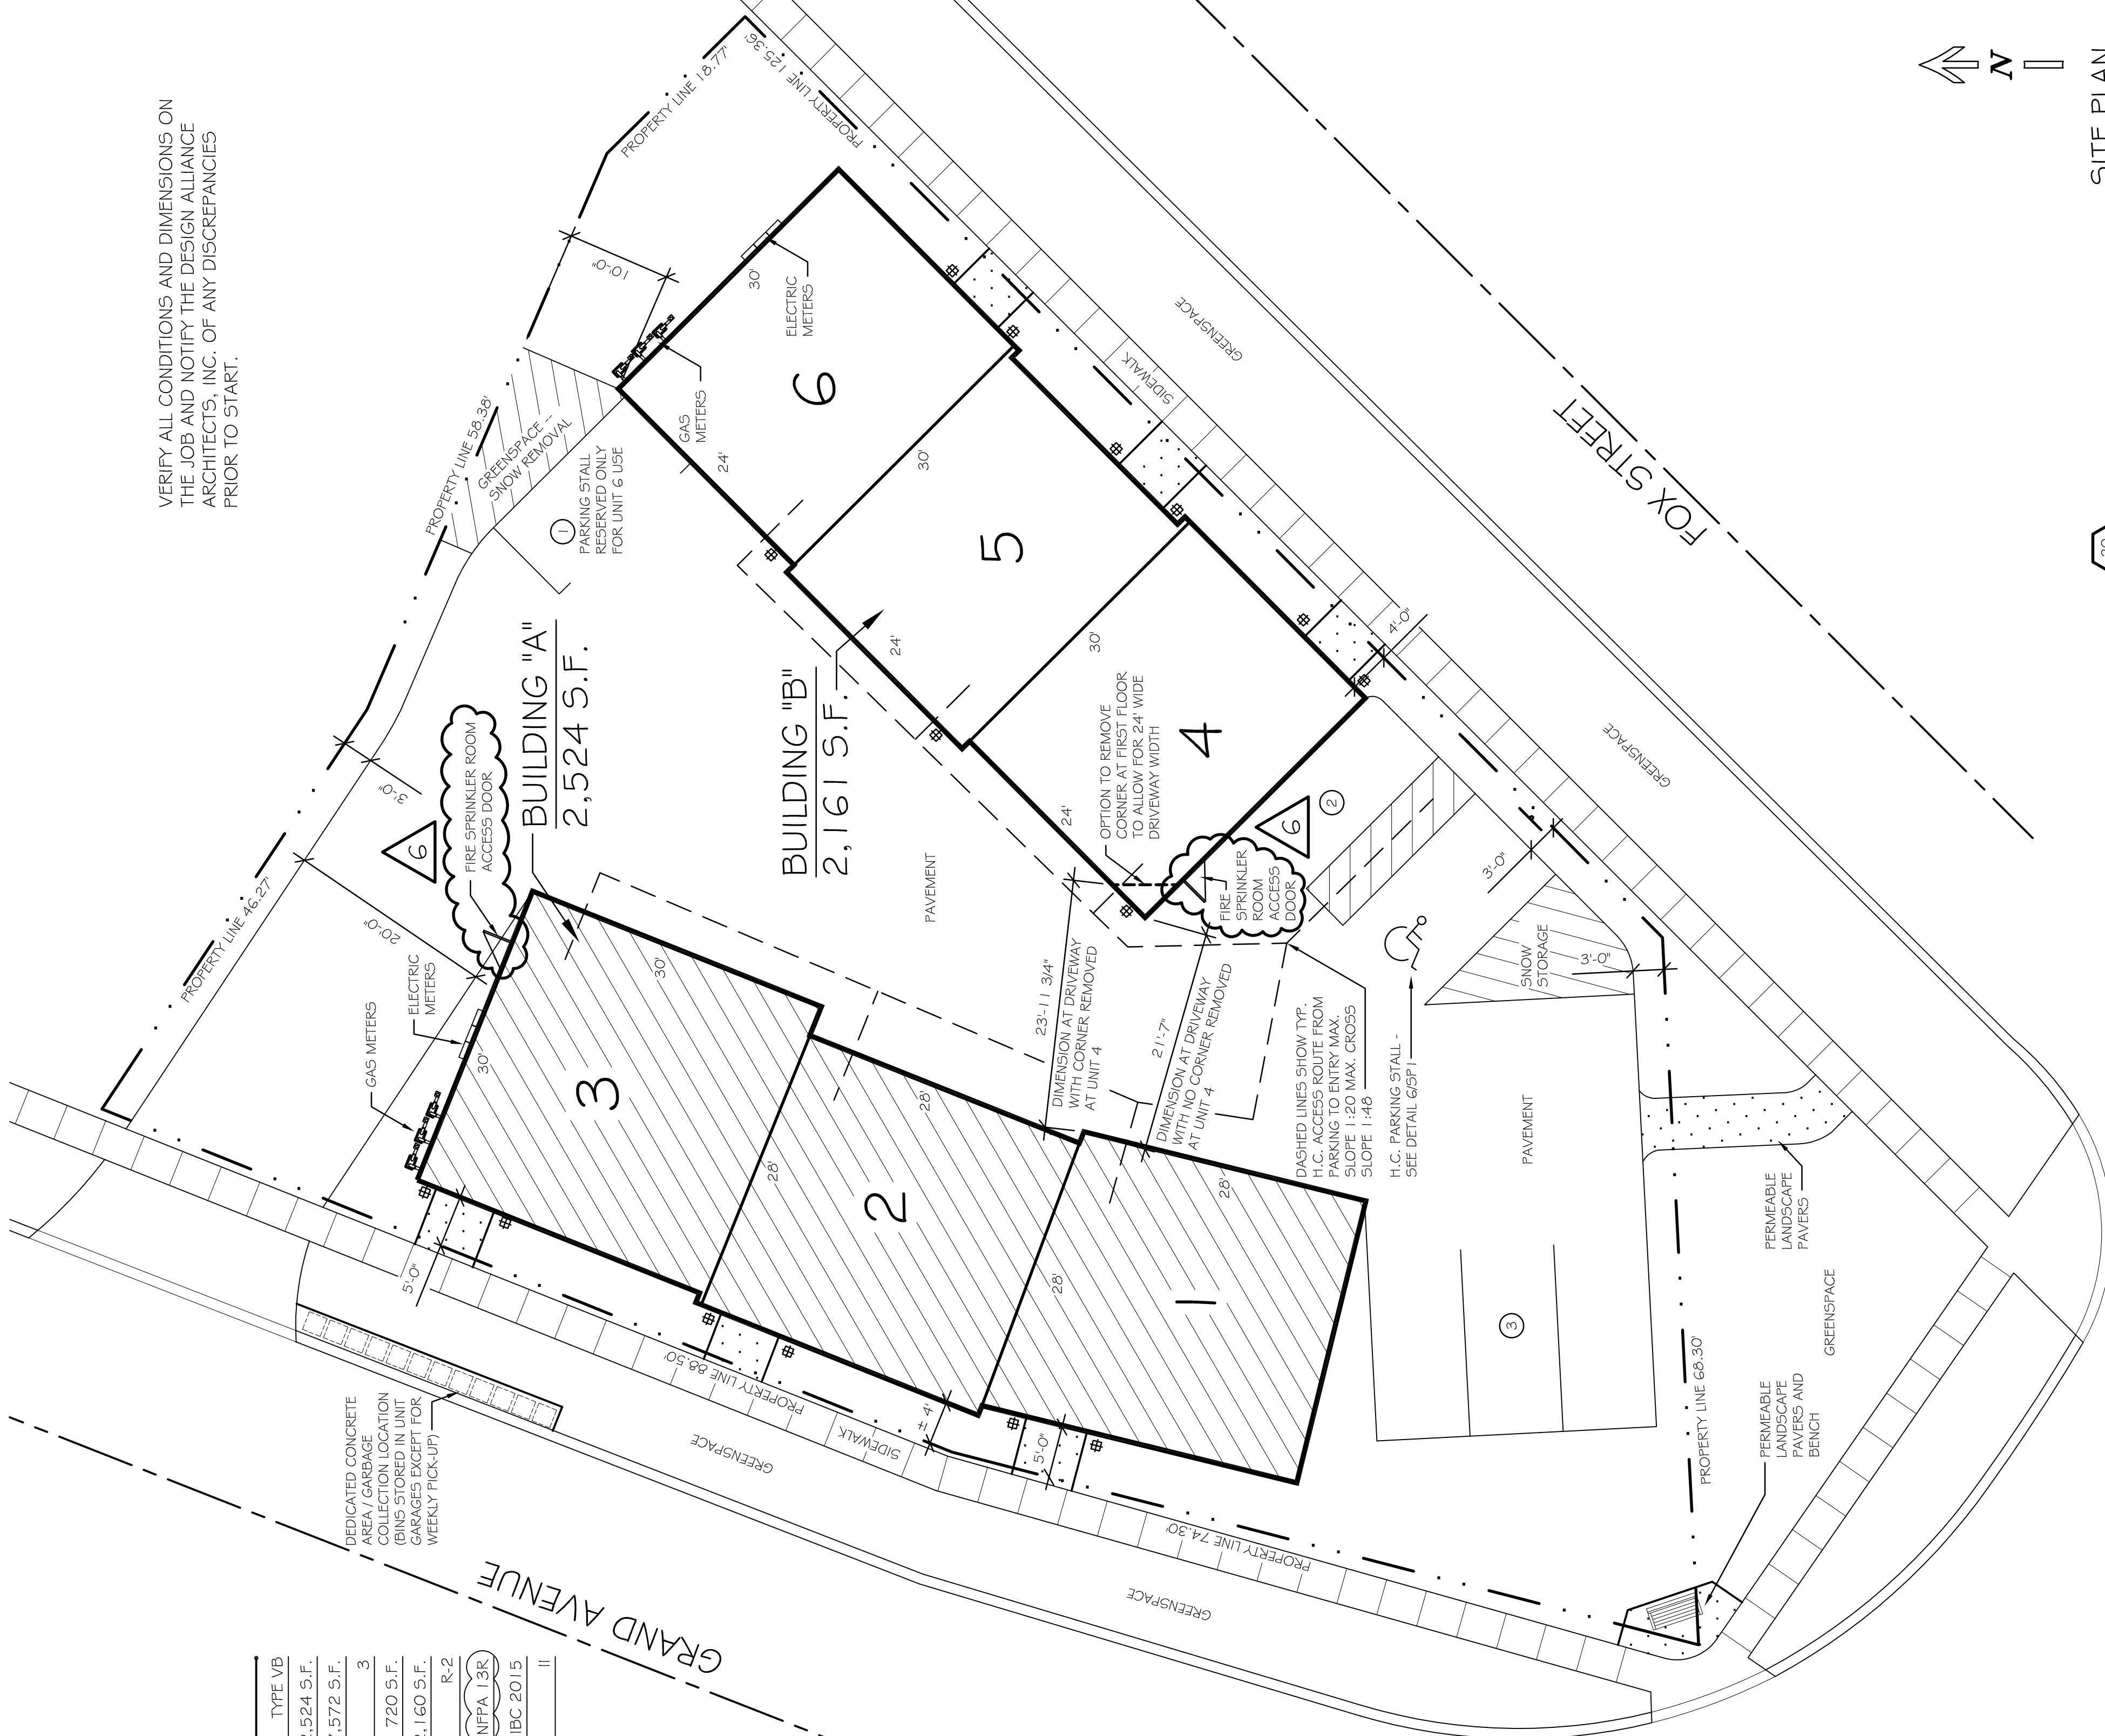 VERIFY ALL CONDITIONS AND DIMENSIONS ON
THE JOB AND NOTIFY THE DESIGN ALLIANCE
ARCHITECTS, INC. OF ANY DISCREPANCIES
PRIOR TO START.
PROPERTY LINE 18.77'
PROPERTY LINE 125.36'
PROPERTY LINE 58.38'
GREENSPACE --
SNOW REMOVAL
1
PARKING STALL
RESERVED ONLY
FOR UNIT 6 USE
10'-0"
GAS
METERS
ELECTRIC
METERS
30'
24'
6
30'
24'
5
30'
24'
4
SIDEWALK
GREENSPACE
FOX STREET
GREENSPACE
4'-0"
N
SITE PLAN
PROPERTY LINE 46.27'
3'-0"
20'-0"
6
FIRE SPRINKLER ROOM
ACCESS DOOR
BUILDING "A"
2,524 S.F.
BUILDING "B"
2,161 S.F.
PAVEMENT
OPTION TO REMOVE
CORNER AT FIRST FLOOR
TO ALLOW FOR 24' WIDE
DRIVEWAY WIDTH
FIRE
SPRINKLER
ROOM
ACCESS
DOOR
6
2
GAS METERS
ELECTRIC
METERS
30'
30'
3
28'
28'
2
28'
28'
1
23'-11 3/4"
DIMENSION AT DRIVEWAY
WITH CORNER REMOVED
AT UNIT 4
21'-7"
DIMENSION AT DRIVEWAY
WITH NO CORNER REMOVED
AT UNIT 4
DASHED LINES SHOW TYP.
H.C. ACCESS ROUTE FROM
PARKING TO ENTRY MAX.
SLOPE 1:20 MAX. CROSS
SLOPE 1:48
H.C. PARKING STALL -
SEE DETAIL 6/SP1
3'-0"
SNOW
STORAGE
3'-0"
PAVEMENT
3
PERMEABLE
LANDSCAPE
PAVERS
GREENSPACE
PROPERTY LINE 68.30'
PERMEABLE
LANDSCAPE
PAVERS AND
BENCH
5'-0"
PROPERTY LINE 88.50'
SIDEWALK
± 4'
5'-0"
GREENSPACE
PROPERTY LINE 74.30'
GREENSPACE
DEDICATED CONCRETE
AREA / GARBAGE
COLLECTION LOCATION
(BINS STORED IN UNIT
GARAGES EXCEPT FOR
WEEKLY PICK-UP)
GRAND AVENUE
TYPE VB
,524 S.F.
,572 S.F.
3
720 S.F.
,160 S.F.
R-2
NFPA 13R
IBC 2015